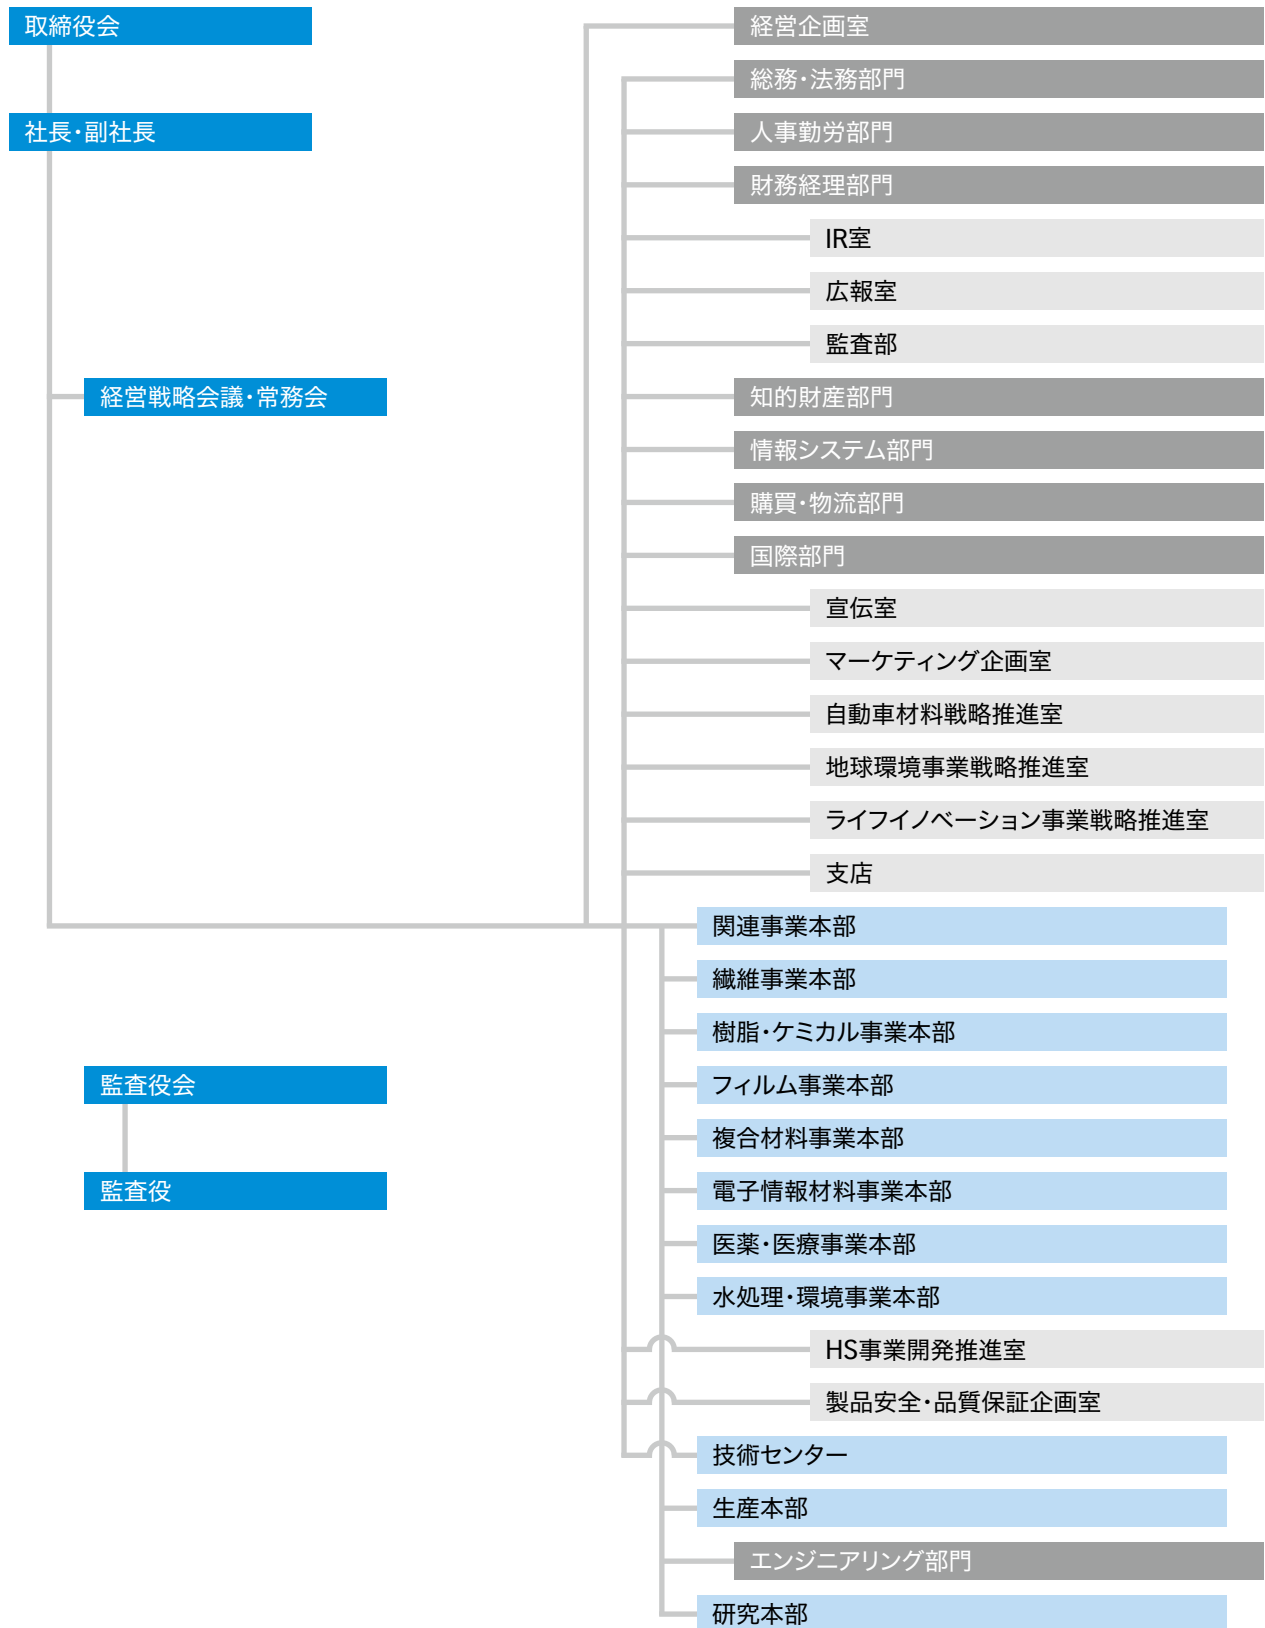 取締役会
社長・副社長
経営戦略会議・常務会
監査役会
監査役
経営企画室
総務・法務部門
人事勤労部門
財務経理部門
IR室
広報室
監査部
知的財産部門
情報システム部門
購買・物流部門
国際部門
宣伝室
マーケティング企画室
自動車材料戦略推進室
地球環境事業戦略推進室
ライフイノベーション事業戦略推進室
支店
関連事業本部
繊維事業本部
樹脂・ケミカル事業本部
フィルム事業本部
複合材料事業本部
電子情報材料事業本部
医薬・医療事業本部
水処理・環境事業本部
HS事業開発推進室
製品安全・品質保証企画室
技術センター
生産本部
エンジニアリング部門
研究本部